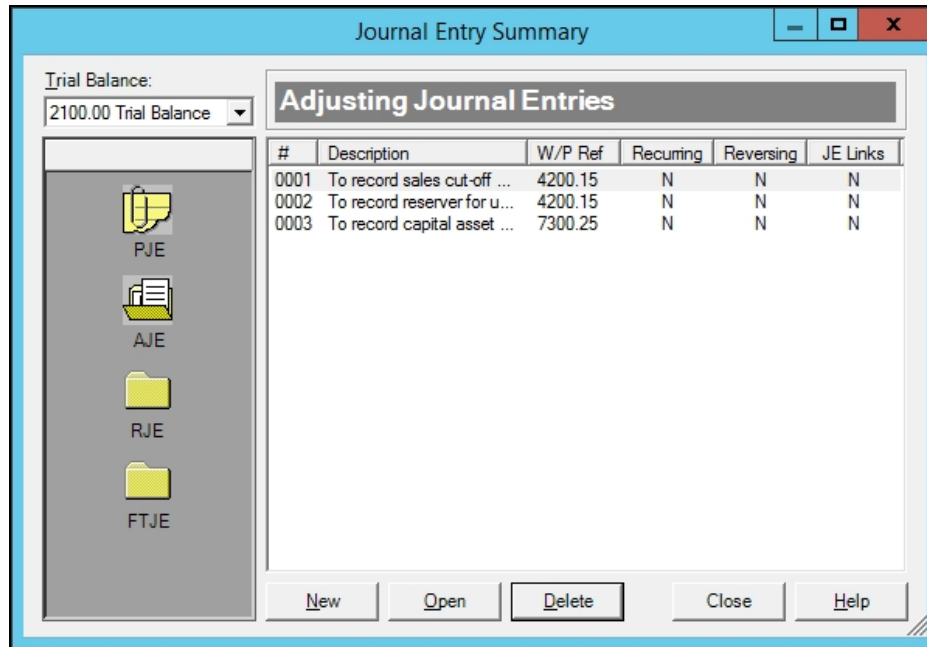 Journal Entry Summary
Trial Balance:
2100.00 Trial Balance
Adjusting Journal Entries
# Description W/P Ref Recurring Reversing JE Links
0001 To record sales cut-off ... 4200.15 N N N
0002 To record reserver for u... 4200.15 N N N
0003 To record capital asset ... 7300.25 N N N
PJE
AJE
RJE
FTJE
New Open Delete Close Help